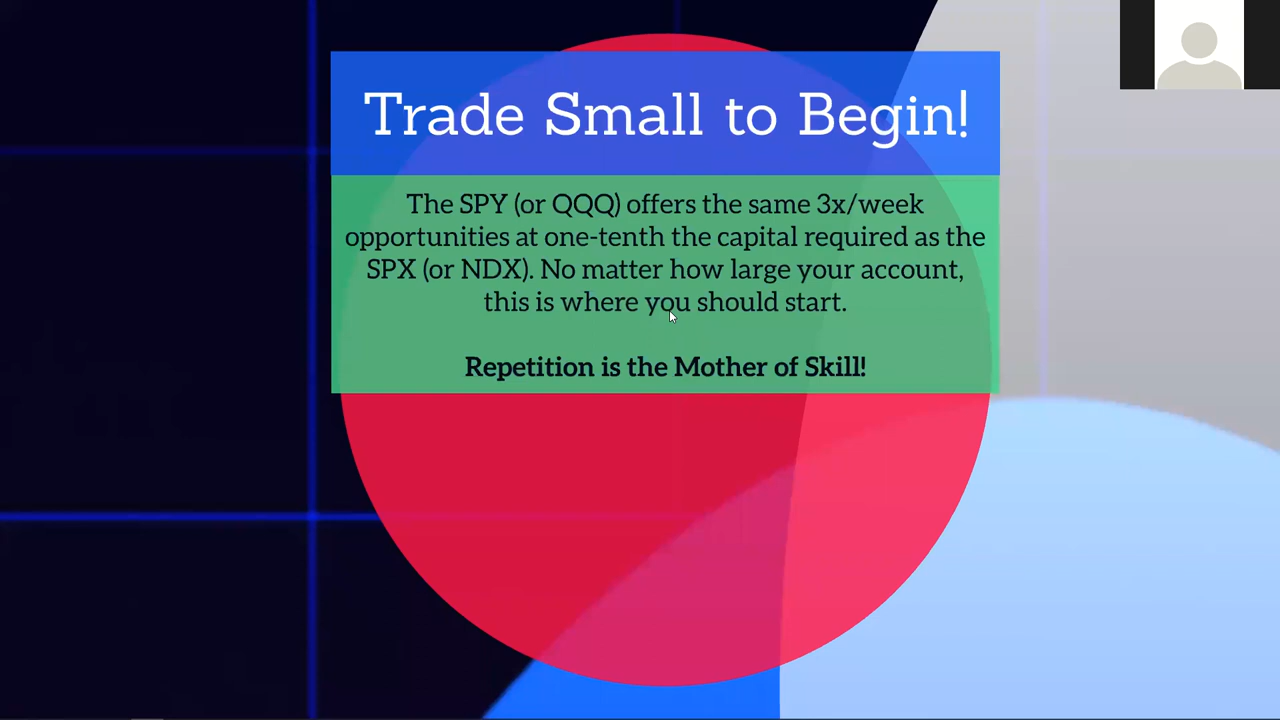 Trade Small to Begin!
The SPY (or QQQ) offers the same 3x/week
opportunities at one-tenth the capital required as the
SPX (or NDX). No matter how large your account,
this is where you should start.
Repetition is the Mother of Skill!